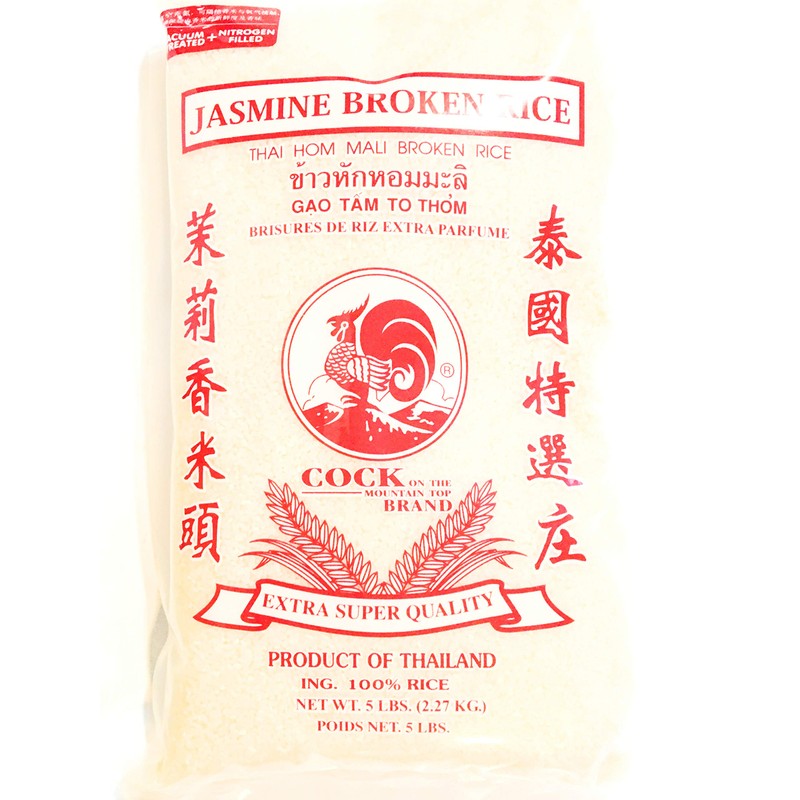 VACUUM TREATED + NITROGEN FILLED
JASMINE BROKEN RICE
THAI HOM MALI BROKEN RICE
ข้าวหักหอมมะลิ
GẠO TẤM TO THƠM
BRISURES DE RIZ EXTRA PARFUME
茉莉香米頭
泰國特選庄
®
COCK ON THE
MOUNTAIN TOP
BRAND
EXTRA SUPER QUALITY
PRODUCT OF THAILAND
ING. 100% RICE
NET WT. 5 LBS. (2.27 KG.)
POIDS NET. 5 LBS.